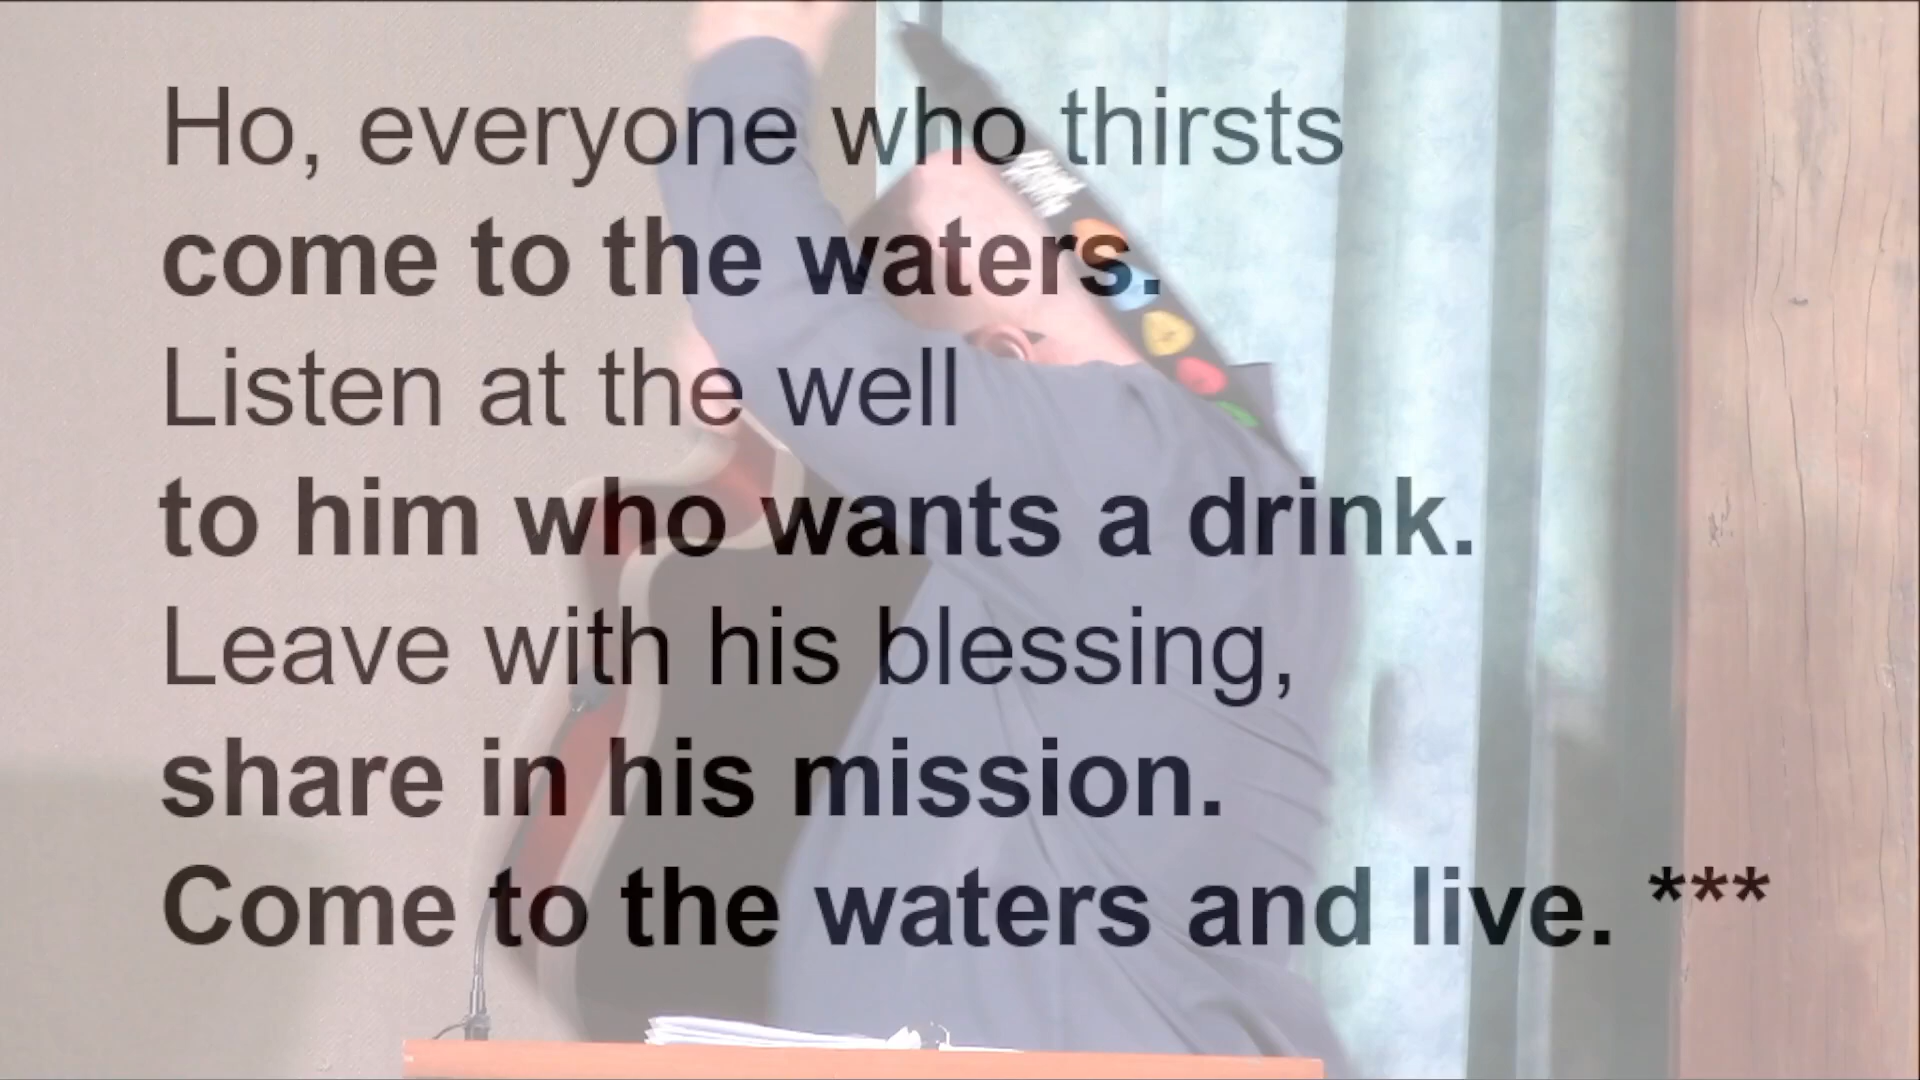 Ho, everyone who thirsts
come to the waters.
Listen at the well
to him who wants a drink.
Leave with his blessing,
share in his mission.
Come to the waters and live. ***